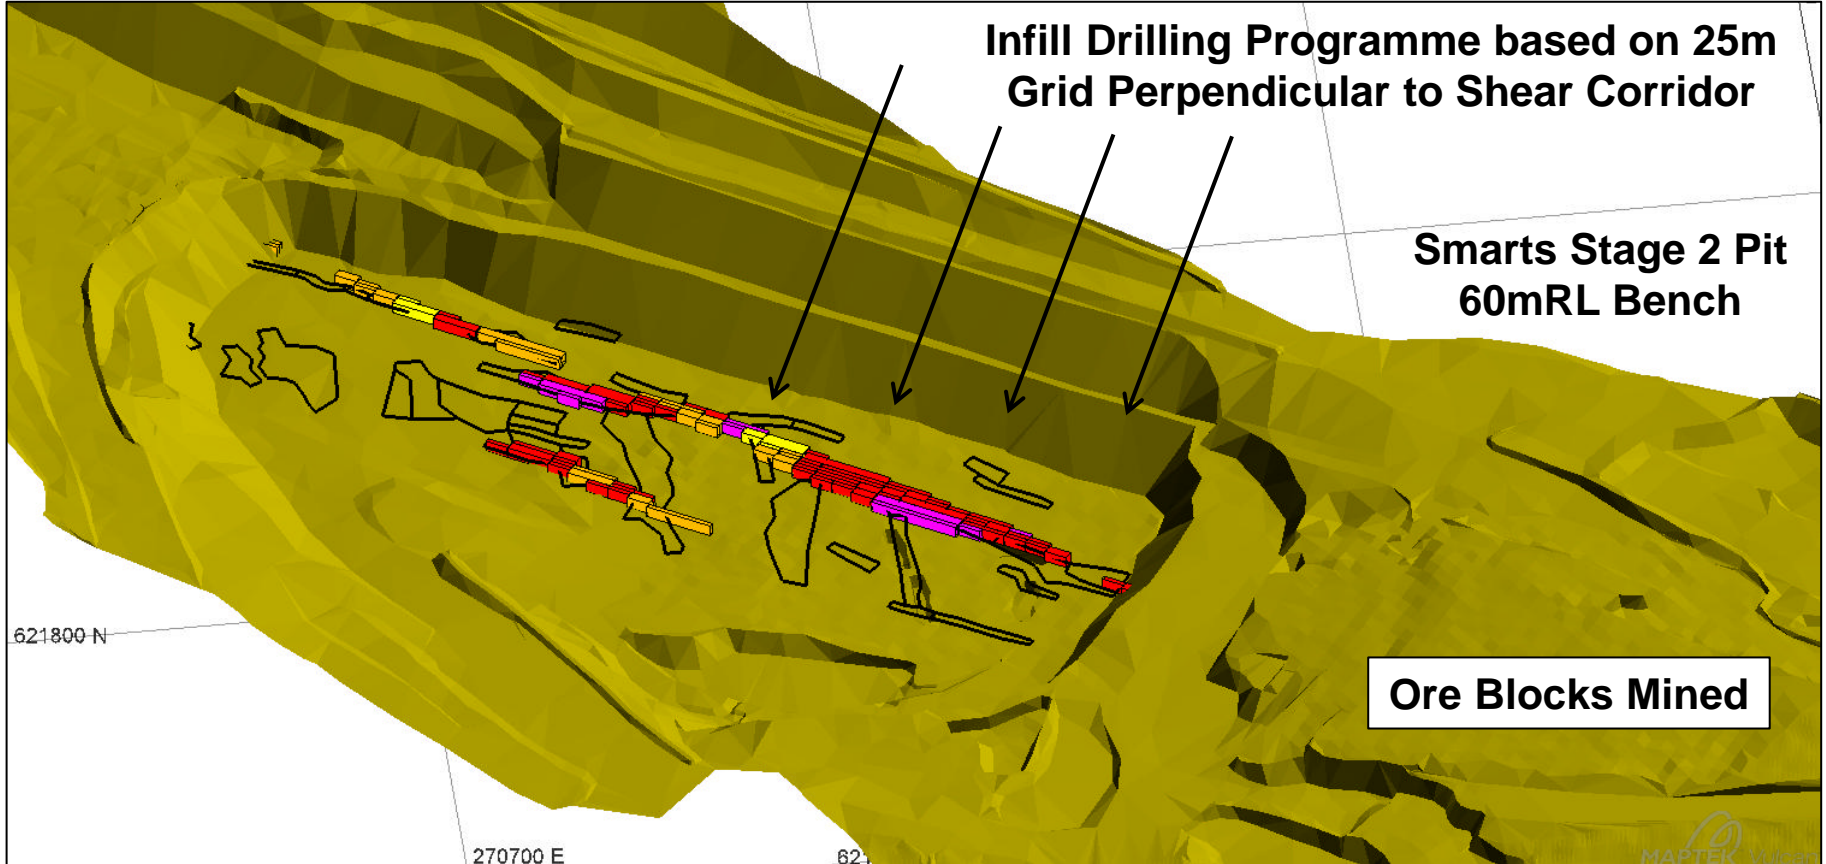 Infill Drilling Programme based on 25m
Grid Perpendicular to Shear Corridor
Smarts Stage 2 Pit
60mRL Bench
621800 N
Ore Blocks Mined
270700 E
MAPTEK